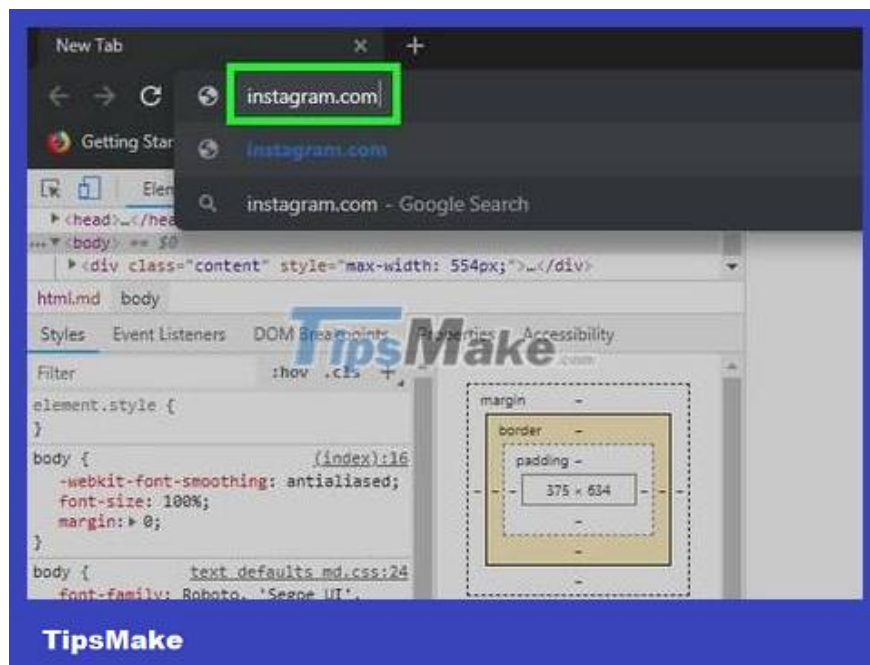 New Tab
instagram.com
Getting Star
instagram.com
Elem
instagram.com - Google Search
<head>…</hea
... <body> == $0
<div class="content" style="max-width: 554px;">…</div>
html.md body
Styles Event Listeners DOM Breakpoints Properties Accessibility
TipsMake.com
Filter :hov .cls +
element.style {
}
margin -
border -
padding -
- - - 375 × 634 - - -
-
-
-
body { (index):16
-webkit-font-smoothing: antialiased;
font-size: 100%;
margin: 0;
}
body { text_defaults_md.css:24
font-family: Roboto, 'Segoe UI',
TipsMake